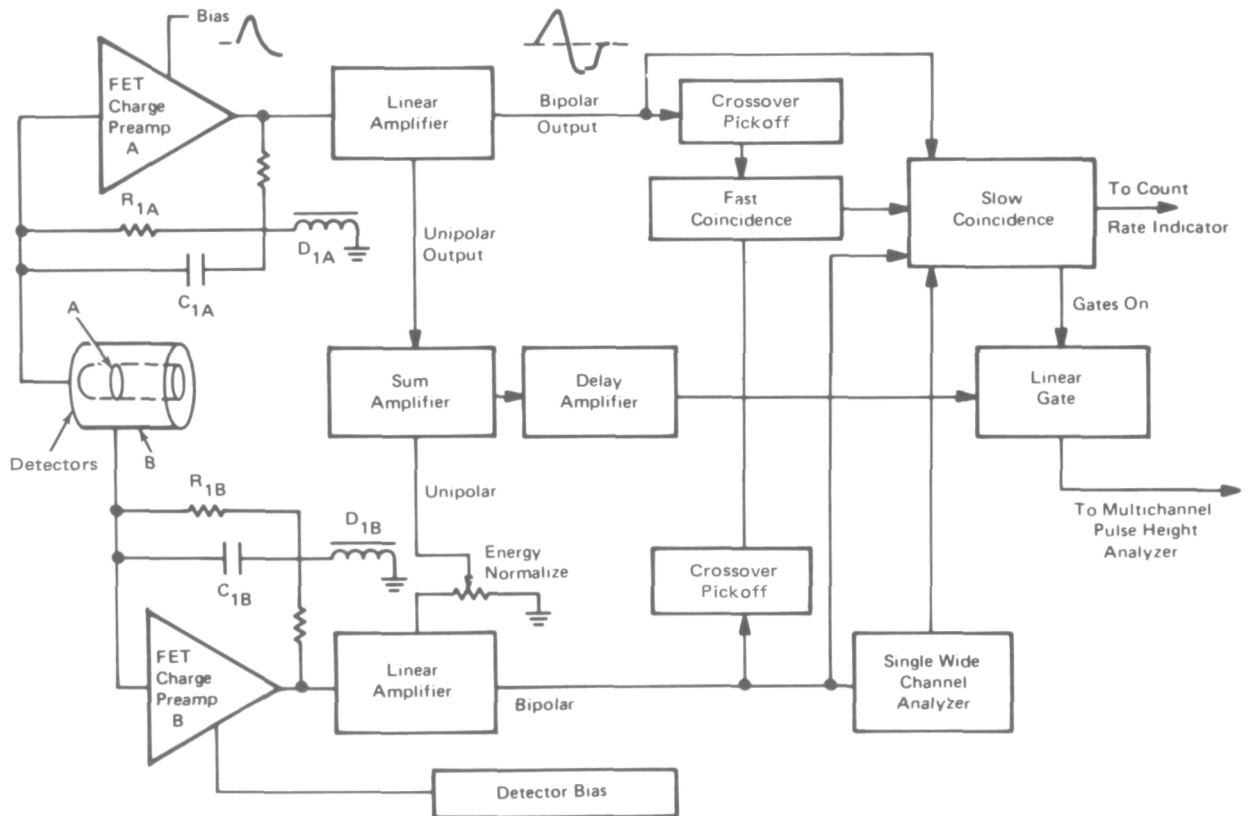 Bias
FET
Charge
Preamp
A
Linear
Amplifier
Bipolar
Output
Crossover
Pickoff
Fast
Coincidence
Slow
Coincidence
To Count
Rate Indicator
R1A
D1A
C1A
Unipolar
Output
Gates On
A
Sum
Amplifier
Delay
Amplifier
Linear
Gate
Detectors
B
R1B
Unipolar
D1B
Energy
Normalize
To Multichannel
Pulse Height
Analyzer
C1B
Crossover
Pickoff
FET
Charge
Preamp
B
Linear
Amplifier
Bipolar
Single Wide
Channel
Analyzer
Detector Bias